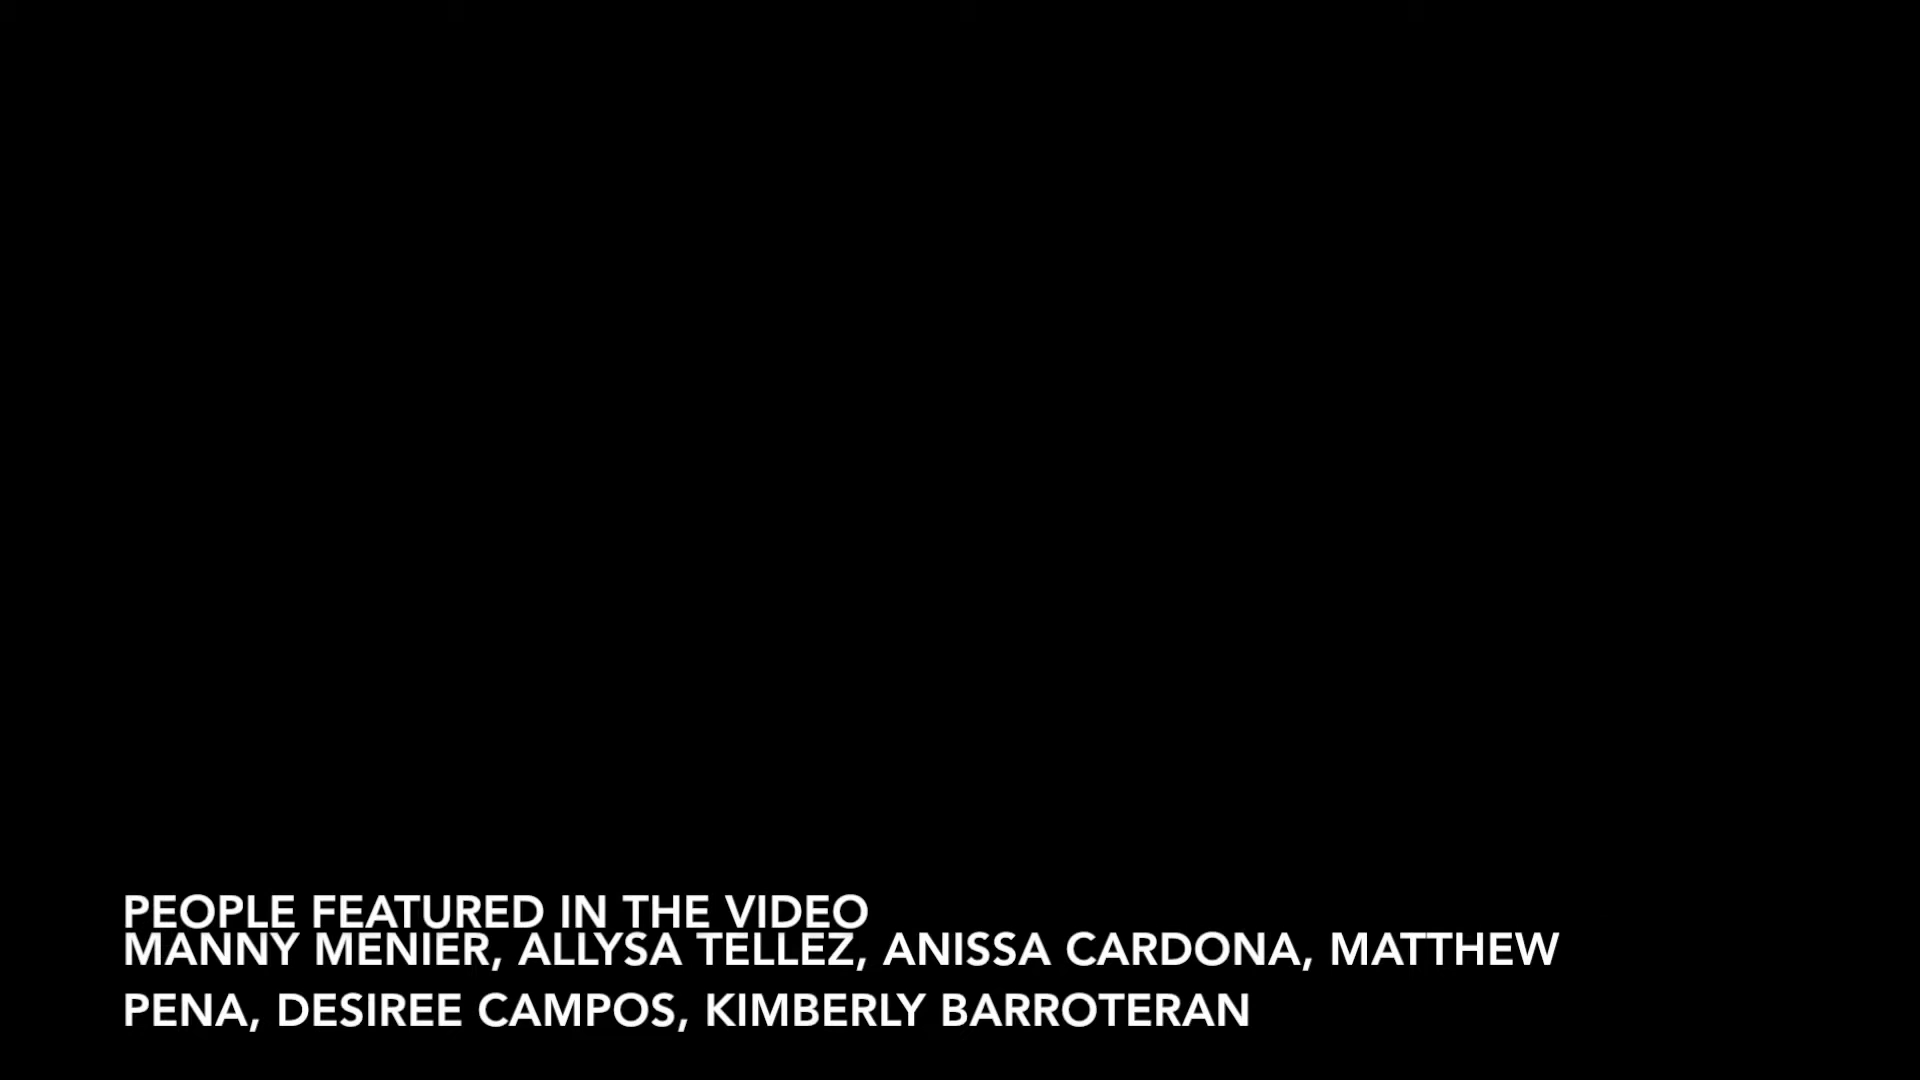 PEOPLE FEATURED IN THE VIDEO
MANNY MENIER, ALLYSA TELLEZ, ANISSA CARDONA, MATTHEW
PENA, DESIREE CAMPOS, KIMBERLY BARROTERAN